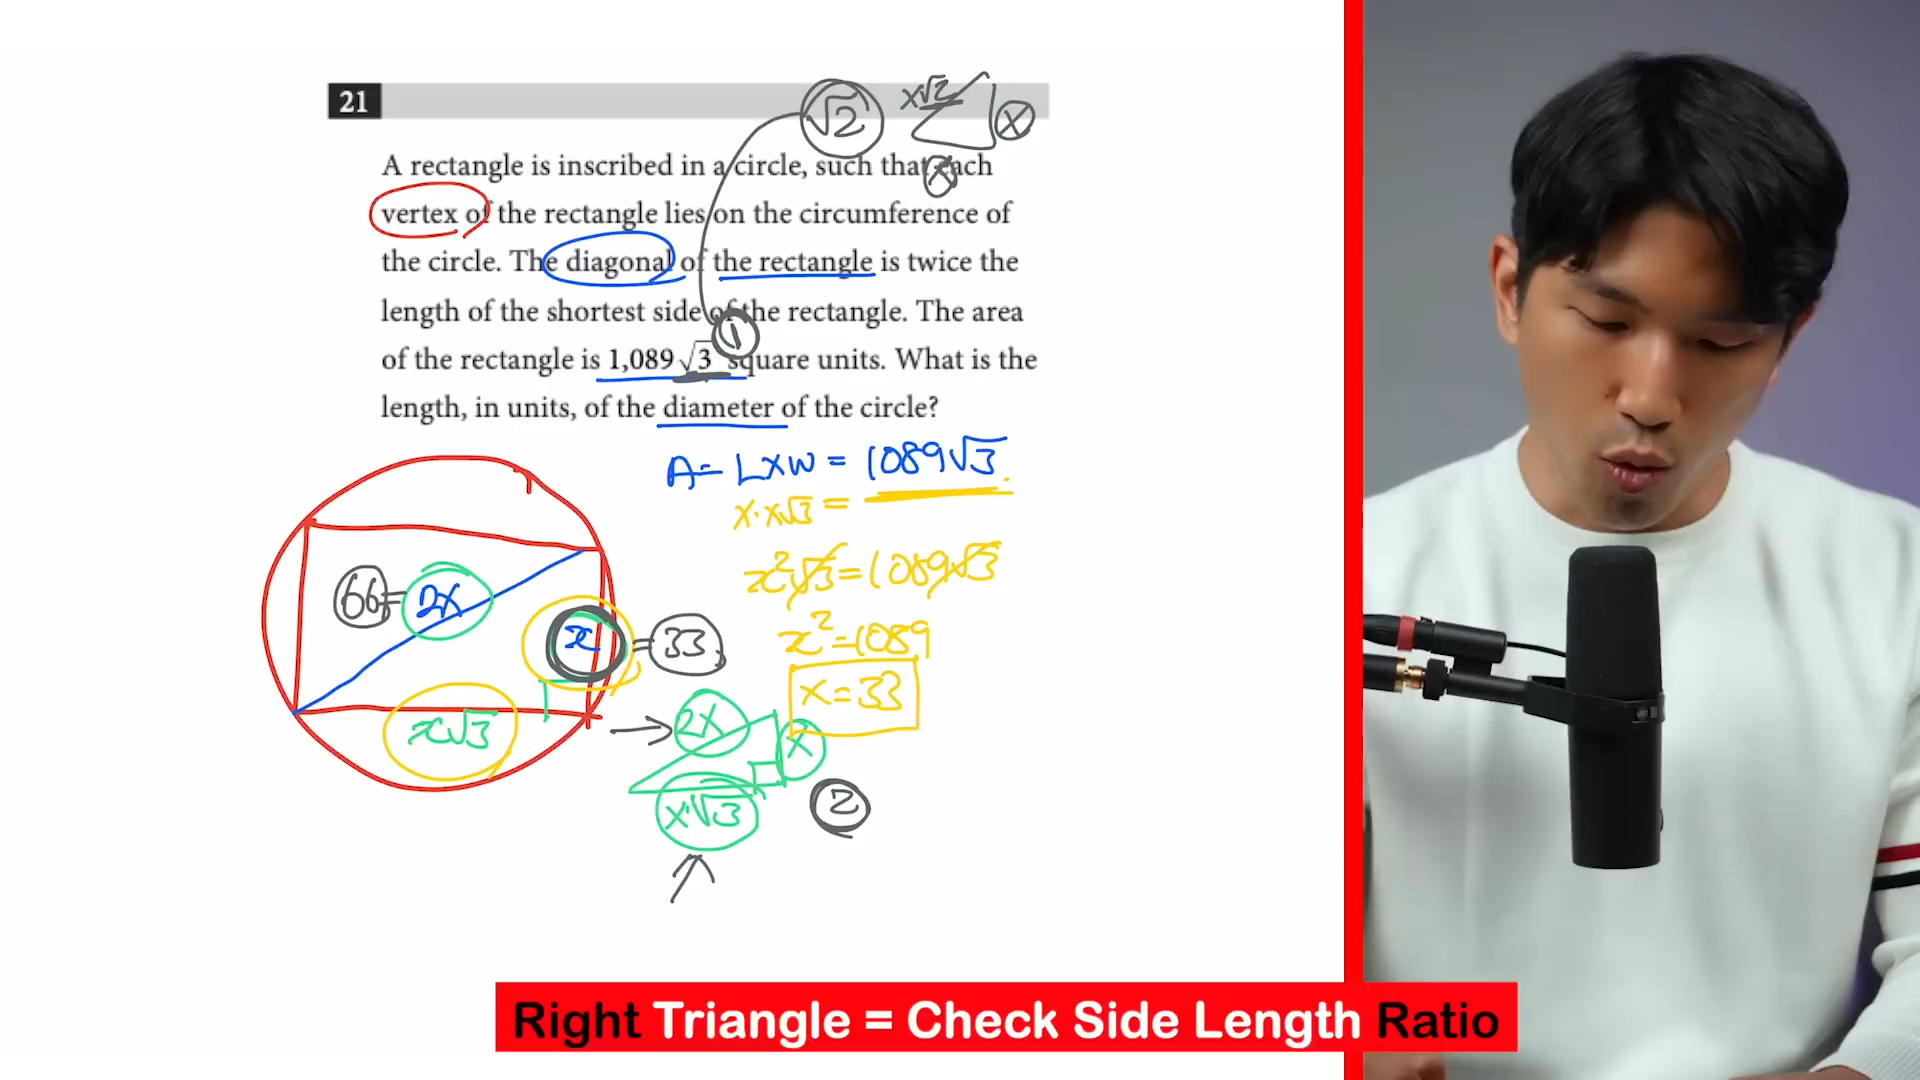 21
√2
x√2
x
x
A rectangle is inscribed in a circle, such that each
vertex of the rectangle lies on the circumference of
the circle. The diagonal of the rectangle is twice the
length of the shortest side of the rectangle. The area
of the rectangle is 1,089√3 square units. What is the
length, in units, of the diameter of the circle?
1
A = L x W = 1089√3
x·x√3 =
x²√3 = 1089√3
x² = 1089
x = 33
66 = 2x
x = 33
x√3
2x
x
x√3
2
Right Triangle = Check Side Length Ratio